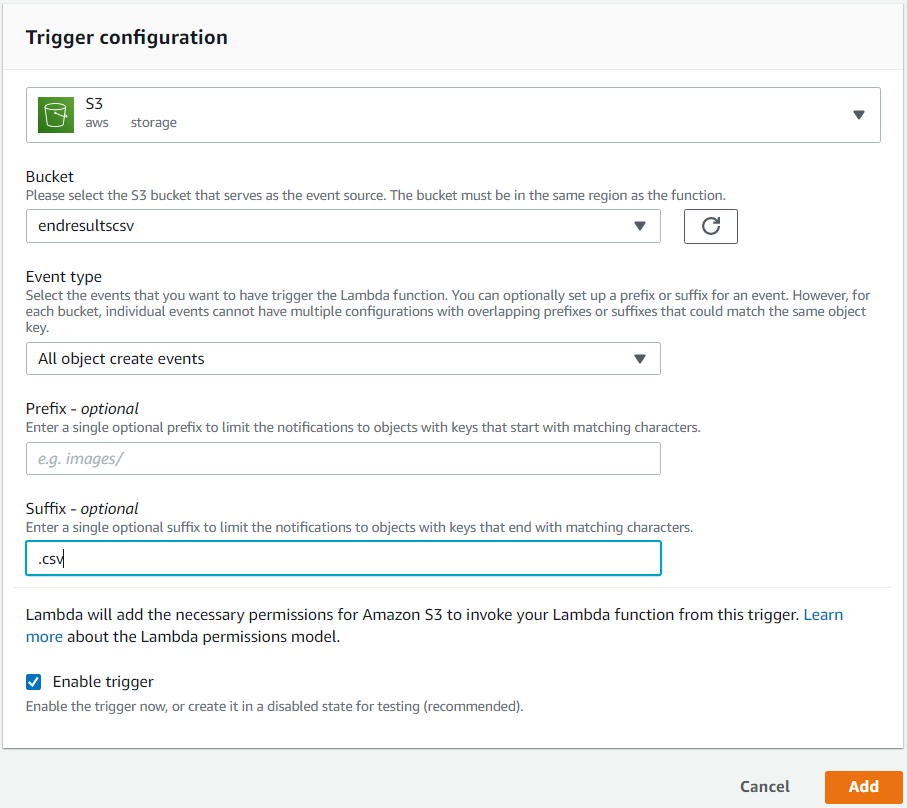 Trigger configuration
S3
aws storage
Bucket
Please select the S3 bucket that serves as the event source. The bucket must be in the same region as the function.
endresultscsv
Event type
Select the events that you want to have trigger the Lambda function. You can optionally set up a prefix or suffix for an event. However, for
each bucket, individual events cannot have multiple configurations with overlapping prefixes or suffixes that could match the same object
key.
All object create events
Prefix - optional
Enter a single optional prefix to limit the notifications to objects with keys that start with matching characters.
e.g. images/
Suffix - optional
Enter a single optional suffix to limit the notifications to objects with keys that end with matching characters.
.csv
Lambda will add the necessary permissions for Amazon S3 to invoke your Lambda function from this trigger. Learn
more about the Lambda permissions model.
Enable trigger
Enable the trigger now, or create it in a disabled state for testing (recommended).
Cancel Add